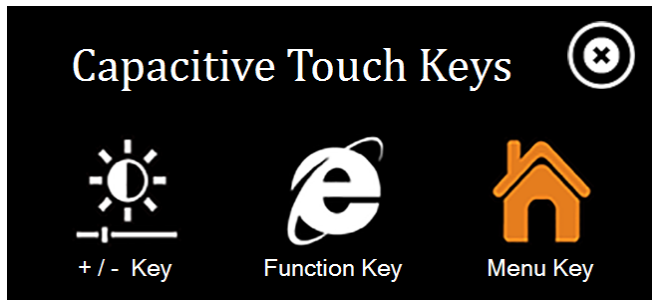 Capacitive Touch Keys
+ / -  Key
Function Key
Menu Key